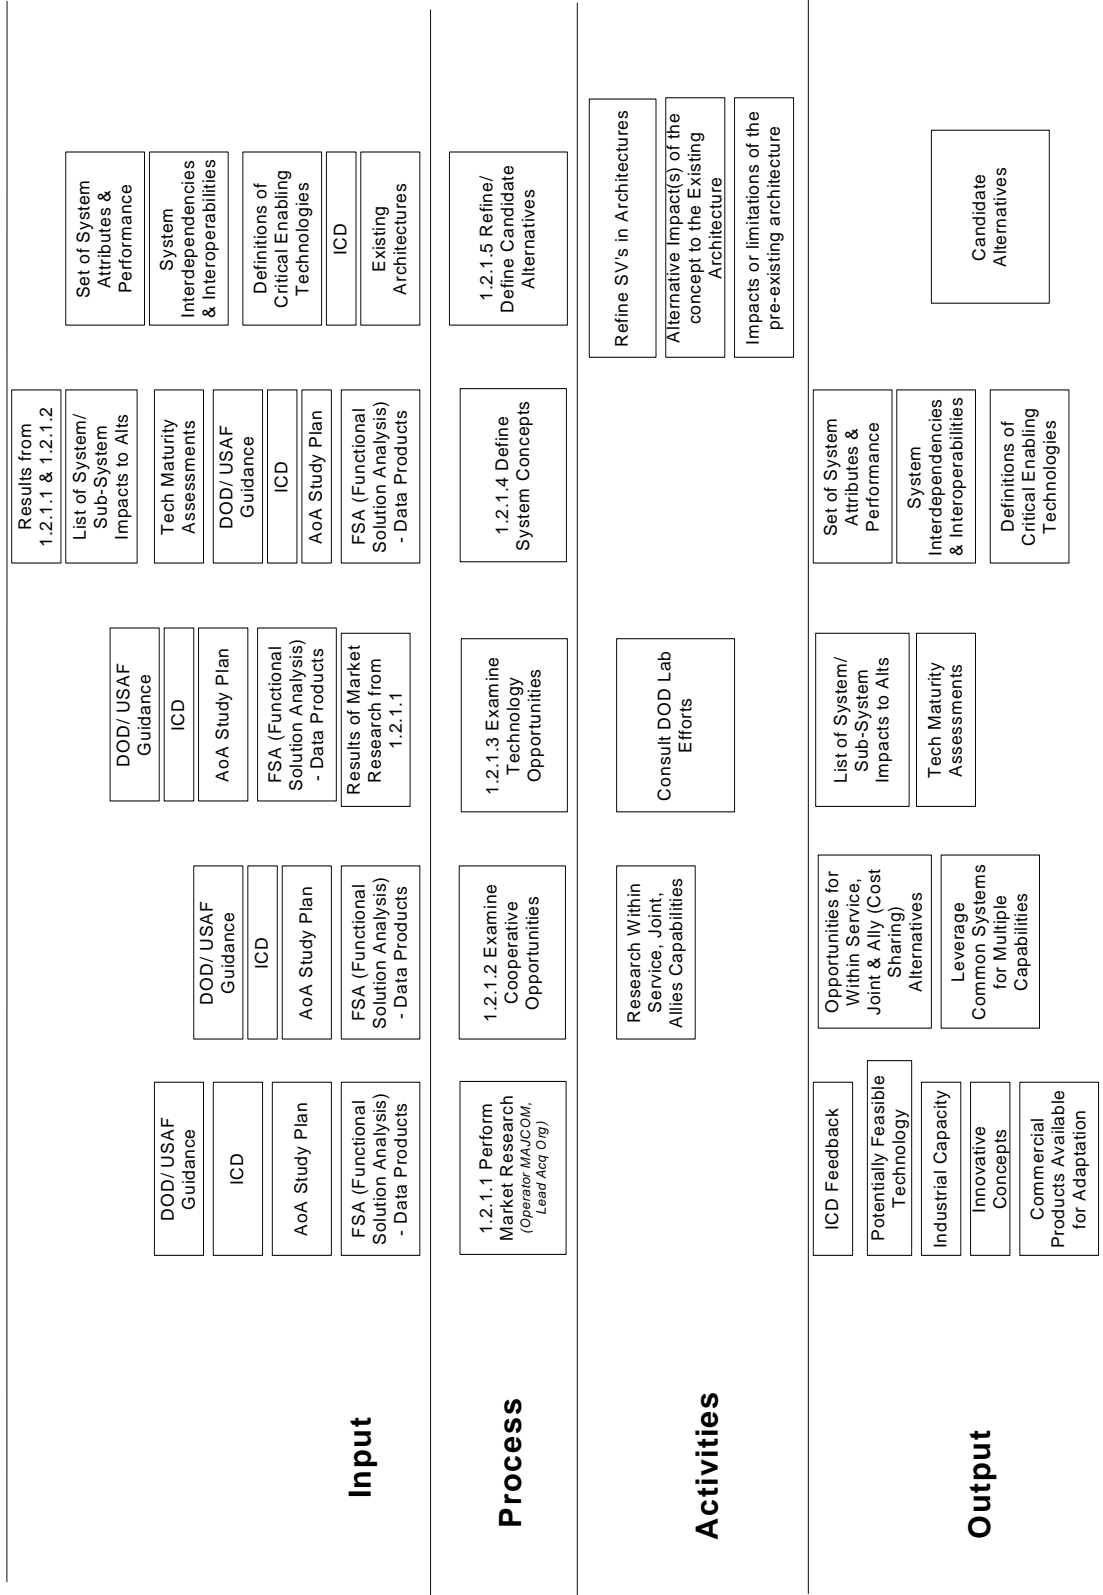 Input
DOD/ USAF
Guidance
ICD
AoA Study Plan
FSA (Functional
Solution Analysis)
- Data Products
DOD/ USAF
Guidance
ICD
AoA Study Plan
FSA (Functional
Solution Analysis)
- Data Products
DOD/ USAF
Guidance
ICD
AoA Study Plan
FSA (Functional
Solution Analysis)
- Data Products
Results of Market
Research from
1.2.1.1
Results from
1.2.1.1 & 1.2.1.2
List of System/
Sub-System
Impacts to Alts
Tech Maturity
Assessments
DOD/ USAF
Guidance
ICD
AoA Study Plan
FSA (Functional
Solution Analysis)
- Data Products
Set of System
Attributes &
Performance
System
Interdependencies
& Interoperabilities
Definitions of
Critical Enabling
Technologies
ICD
Existing
Architectures
Process
1.2.1.1 Perform
Market Research
(Operator MAJCOM,
Lead Acq Org)
1.2.1.2 Examine
Cooperative
Opportunities
1.2.1.3 Examine
Technology
Opportunities
1.2.1.4 Define
System Concepts
1.2.1.5 Refine/
Define Candidate
Alternatives
Activities
Research Within
Service, Joint,
Allies Capabilities
Consult DOD Lab
Efforts
Refine SV's in Architectures
Alternative Impact(s) of the
concept to the Existing
Architecture
Impacts or limitations of the
pre-existing architecture
Output
ICD Feedback
Potentially Feasible
Technology
Industrial Capacity
Innovative
Concepts
Commercial
Products Available
for Adaptation
Opportunities for
Within Service,
Joint & Ally (Cost
Sharing)
Alternatives
Leverage
Common Systems
for Multiple
Capabilities
List of System/
Sub-System
Impacts to Alts
Tech Maturity
Assessments
Set of System
Attributes &
Performance
System
Interdependencies
& Interoperabilities
Definitions of
Critical Enabling
Technologies
Candidate
Alternatives